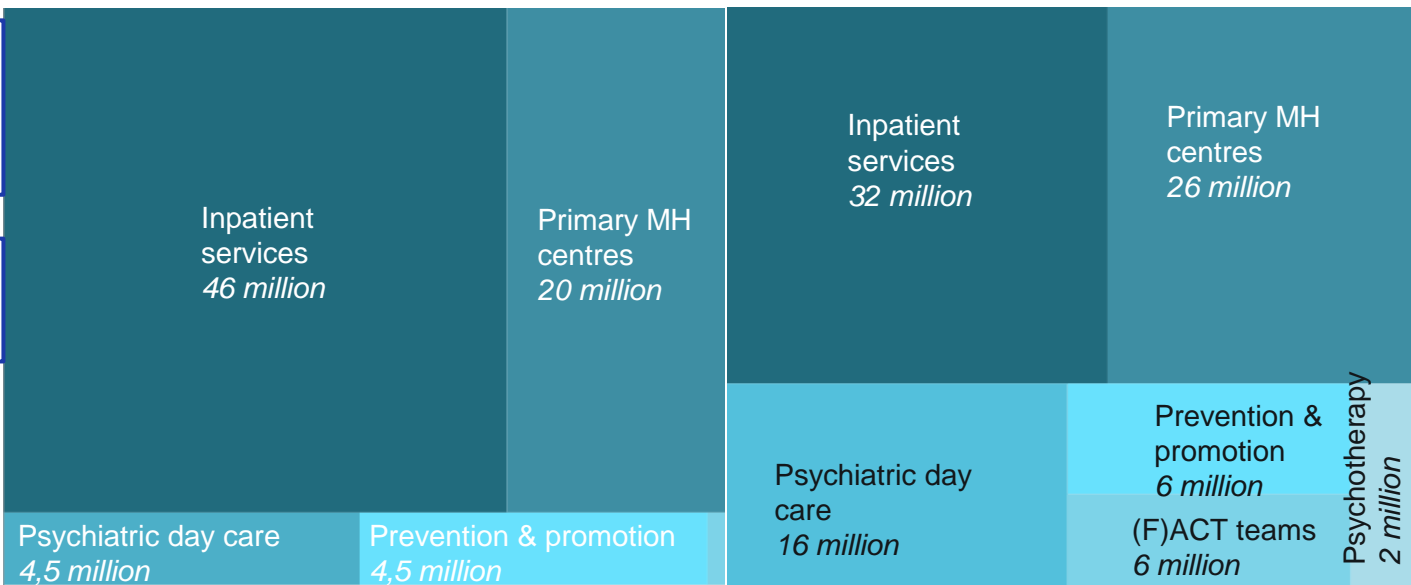 Inpatient
services
46 million
Primary MH
centres
20 million
Psychiatric day care
4,5 million
Prevention & promotion
4,5 million
Inpatient
services
32 million
Primary MH
centres
26 million
Psychiatric day
care
16 million
Prevention &
promotion
6 million
(F)ACT teams
6 million
Psychotherapy
2 million